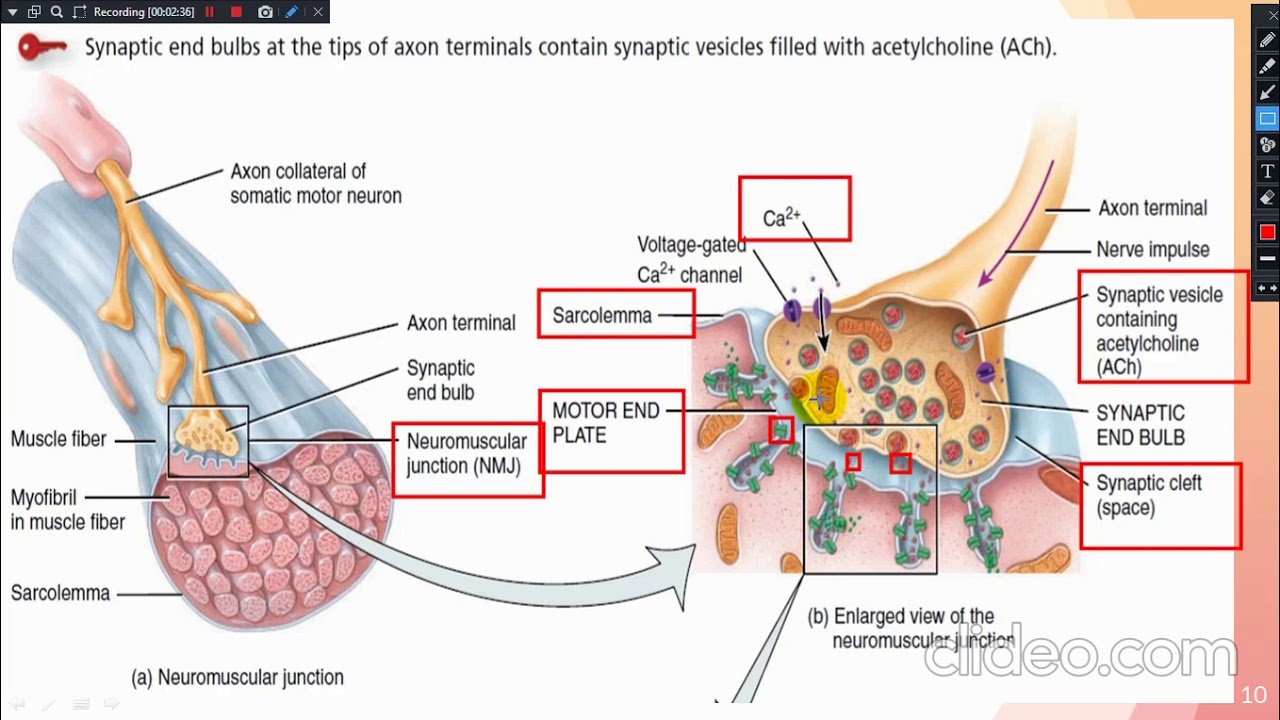 Recording [00:02:36]
Synaptic end bulbs at the tips of axon terminals contain synaptic vesicles filled with acetylcholine (ACh).
Axon collateral of
somatic motor neuron
Axon terminal
Synaptic
end bulb
Neuromuscular
junction (NMJ)
Muscle fiber
Myofibril
in muscle fiber
Sarcolemma
(a) Neuromuscular junction
Ca2+
Voltage-gated
Ca2+ channel
Sarcolemma
MOTOR END
PLATE
Axon terminal
Nerve impulse
Synaptic vesicle
containing
acetylcholine
(ACh)
SYNAPTIC
END BULB
Synaptic cleft
(space)
(b) Enlarged view of the
neuromuscular junction
clideo.com
10
T